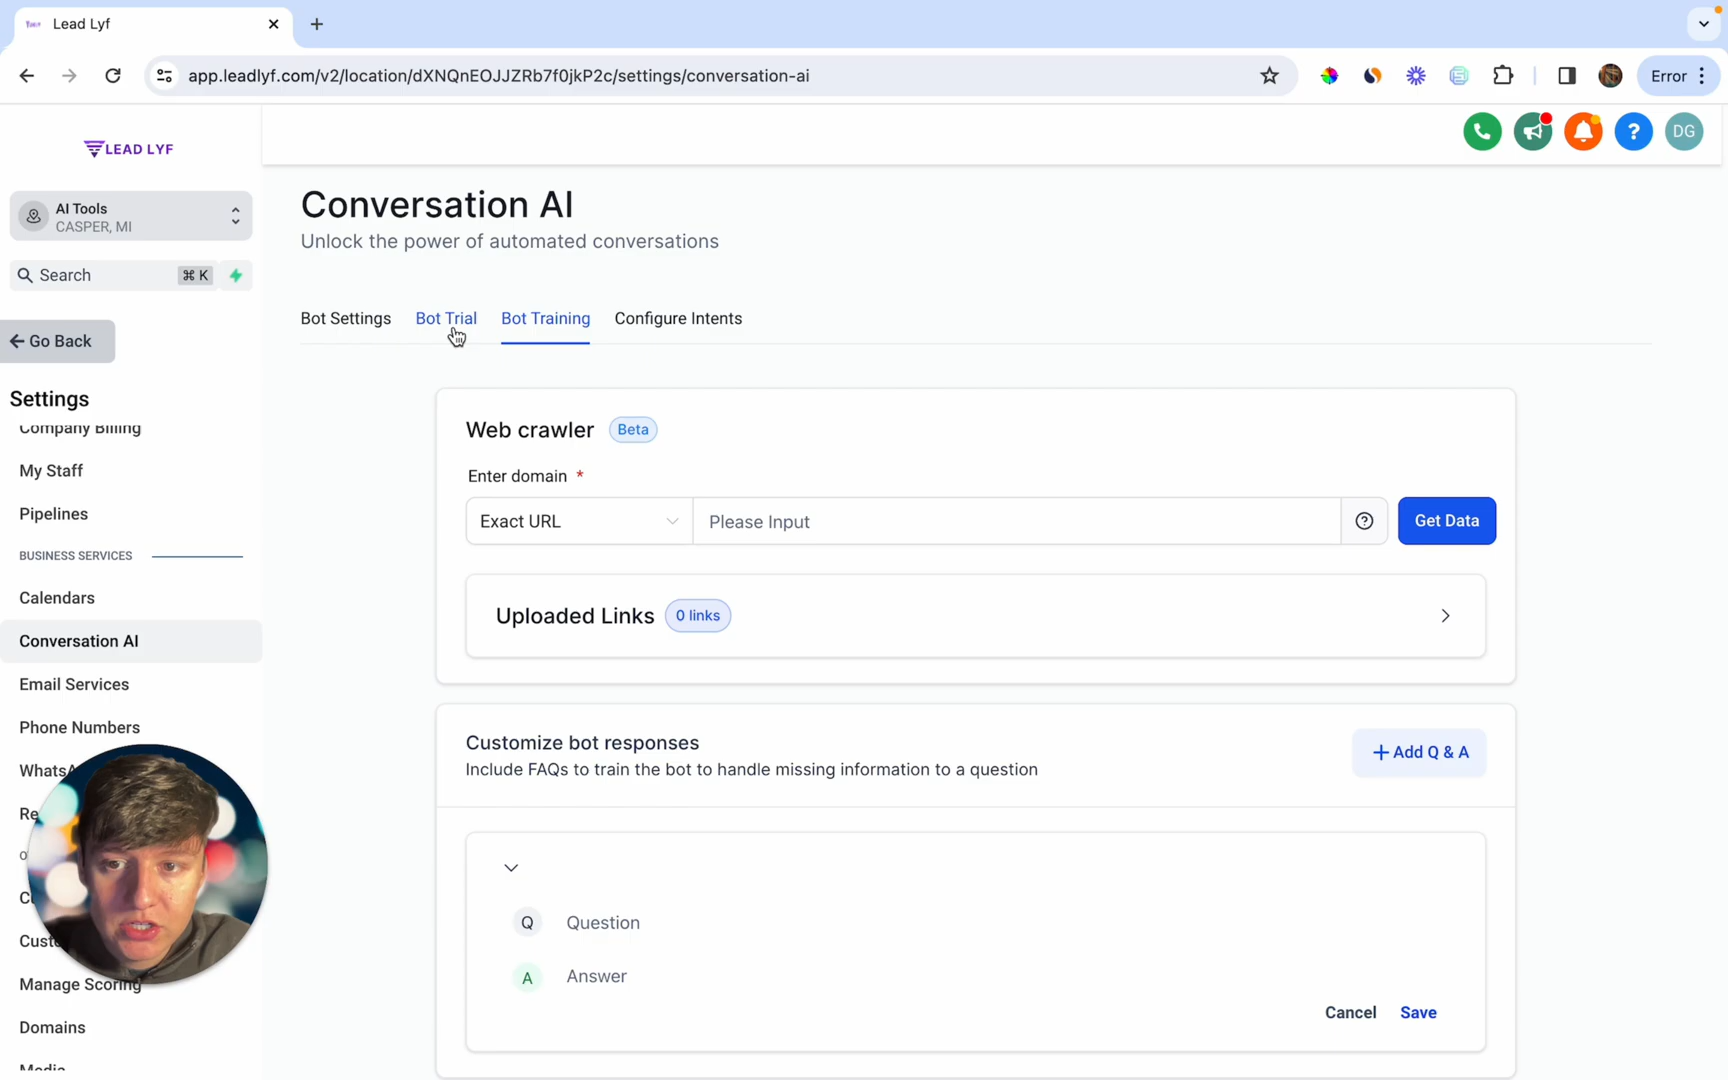 Lead Lyf
app.leadlyf.com/v2/location/dXNQnEOJJZRb7f0jkP2c/settings/conversation-ai
Error
LEAD LYF
DG
AI Tools
CASPER, MI
Search
⌘ K
Go Back
Settings
Company Billing
My Staff
Pipelines
BUSINESS SERVICES
Calendars
Conversation AI
Email Services
Phone Numbers
Manage Scoring
Domains
Media
Conversation AI
Unlock the power of automated conversations
Bot Settings
Bot Trial
Bot Training
Configure Intents
Web crawler
Beta
Enter domain *
Exact URL
Please Input
Get Data
Uploaded Links
0 links
Customize bot responses
Include FAQs to train the bot to handle missing information to a question
+ Add Q & A
Q
Question
A
Answer
Cancel
Save